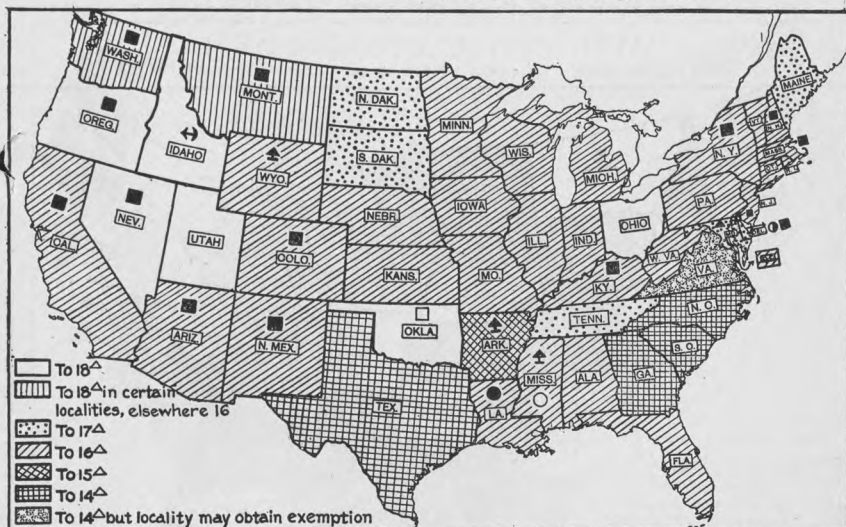 WASH.
MONT.
N. DAK.
MINN.
MAINE
OREG.
IDAHO
S. DAK.
WIS.
MICH.
N. Y.
VT.
N. H.
MASS.
WYO.
IOWA
PA.
N. J.
NEBR.
NEV.
UTAH
ILL.
IND.
OHIO
DEL.
CAL.
COLO.
KANS.
MO.
W. VA.
VA.
KY.
ARIZ.
N. MEX.
OKLA.
ARK.
TENN.
N. C.
S. C.
TEX.
LA.
MISS.
ALA.
GA.
FLA.
To 18△
To 18△ in certain
localities, elsewhere 16
To 17△
To 16△
To 15△
To 14△
To 14△ but locality may obtain exemption